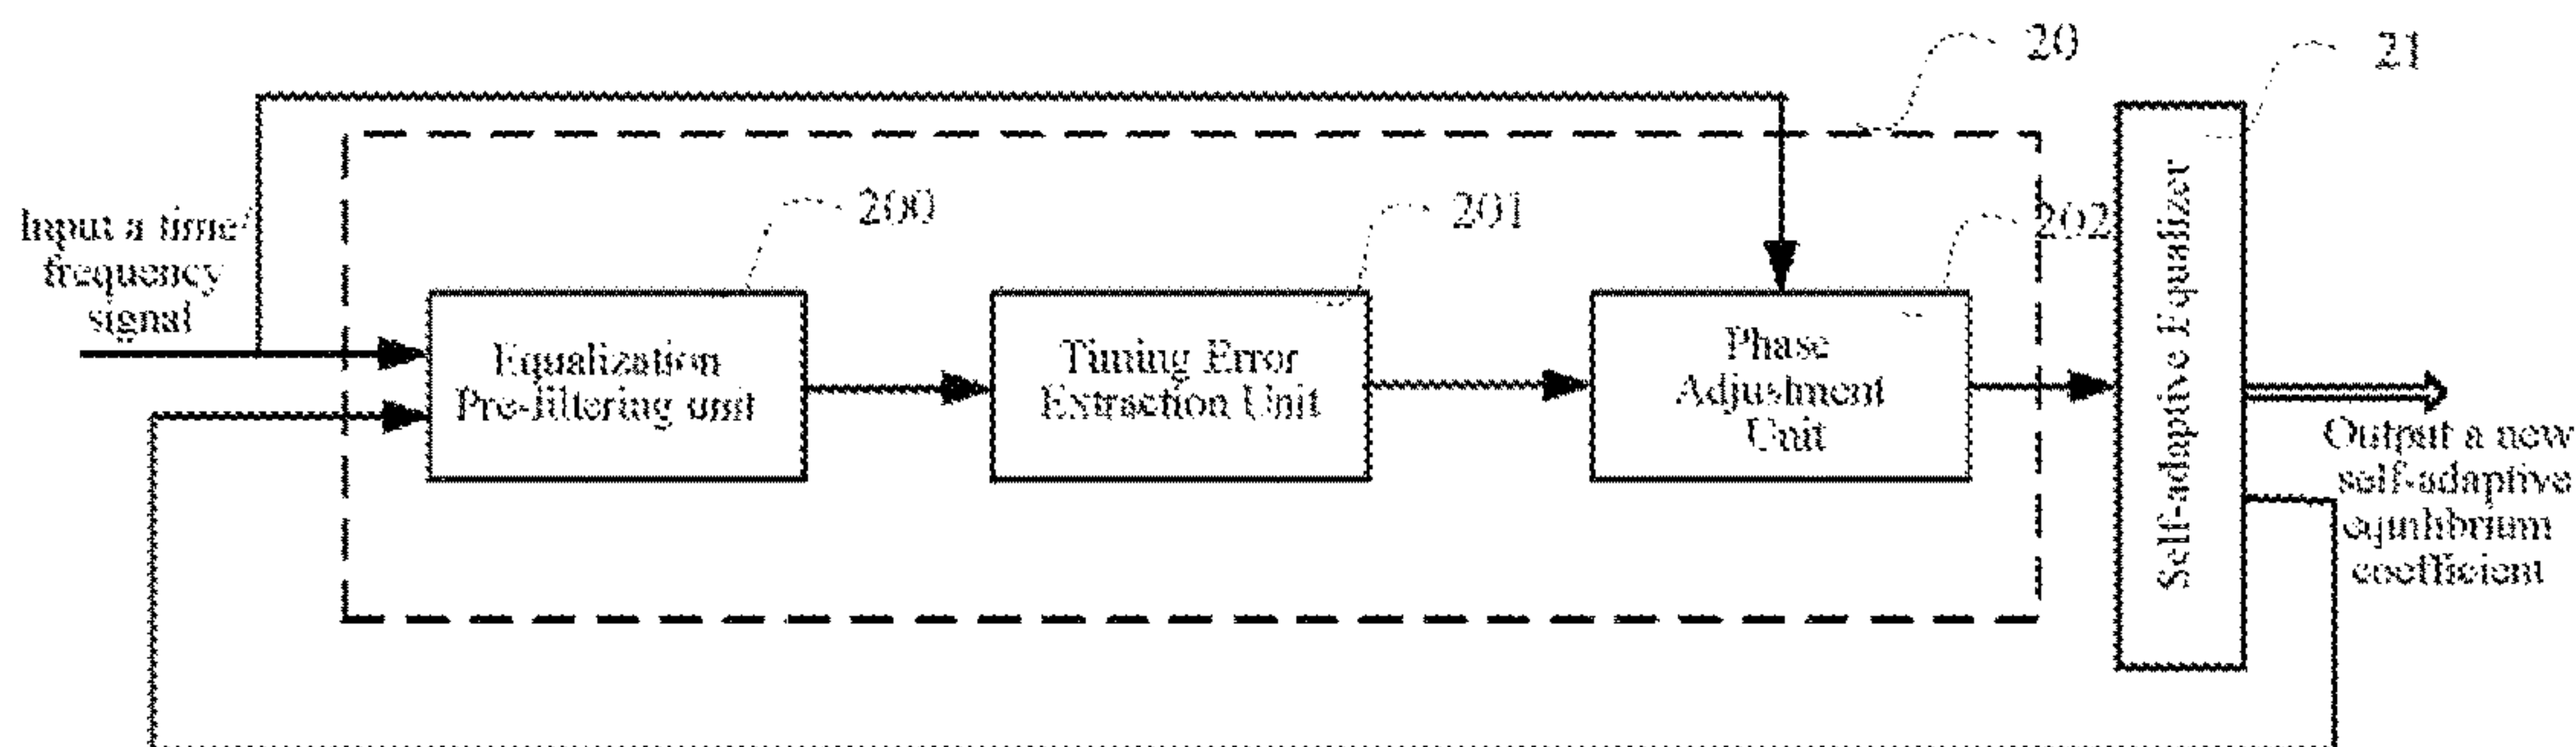 20
21
Input a time
frequency
signal
200
201
202
Equalization
Pre-filtering unit
Timing Error
Extraction Unit
Phase
Adjustment
Unit
Self-adaptive Equalizer
Output a new
self-adaptive
equilibrium
coefficient